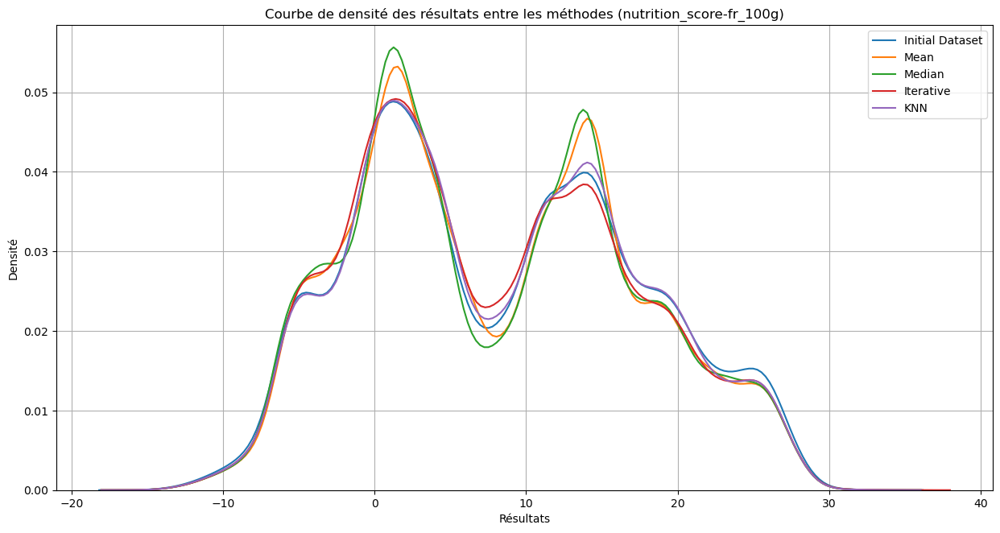 Courbe de densité des résultats entre les méthodes (nutrition_score-fr_100g)
Initial Dataset
Mean
Median
Iterative
KNN
Densité
0.05
0.04
0.03
0.02
0.01
0.00
−20
−10
0
10
20
30
40
Résultats